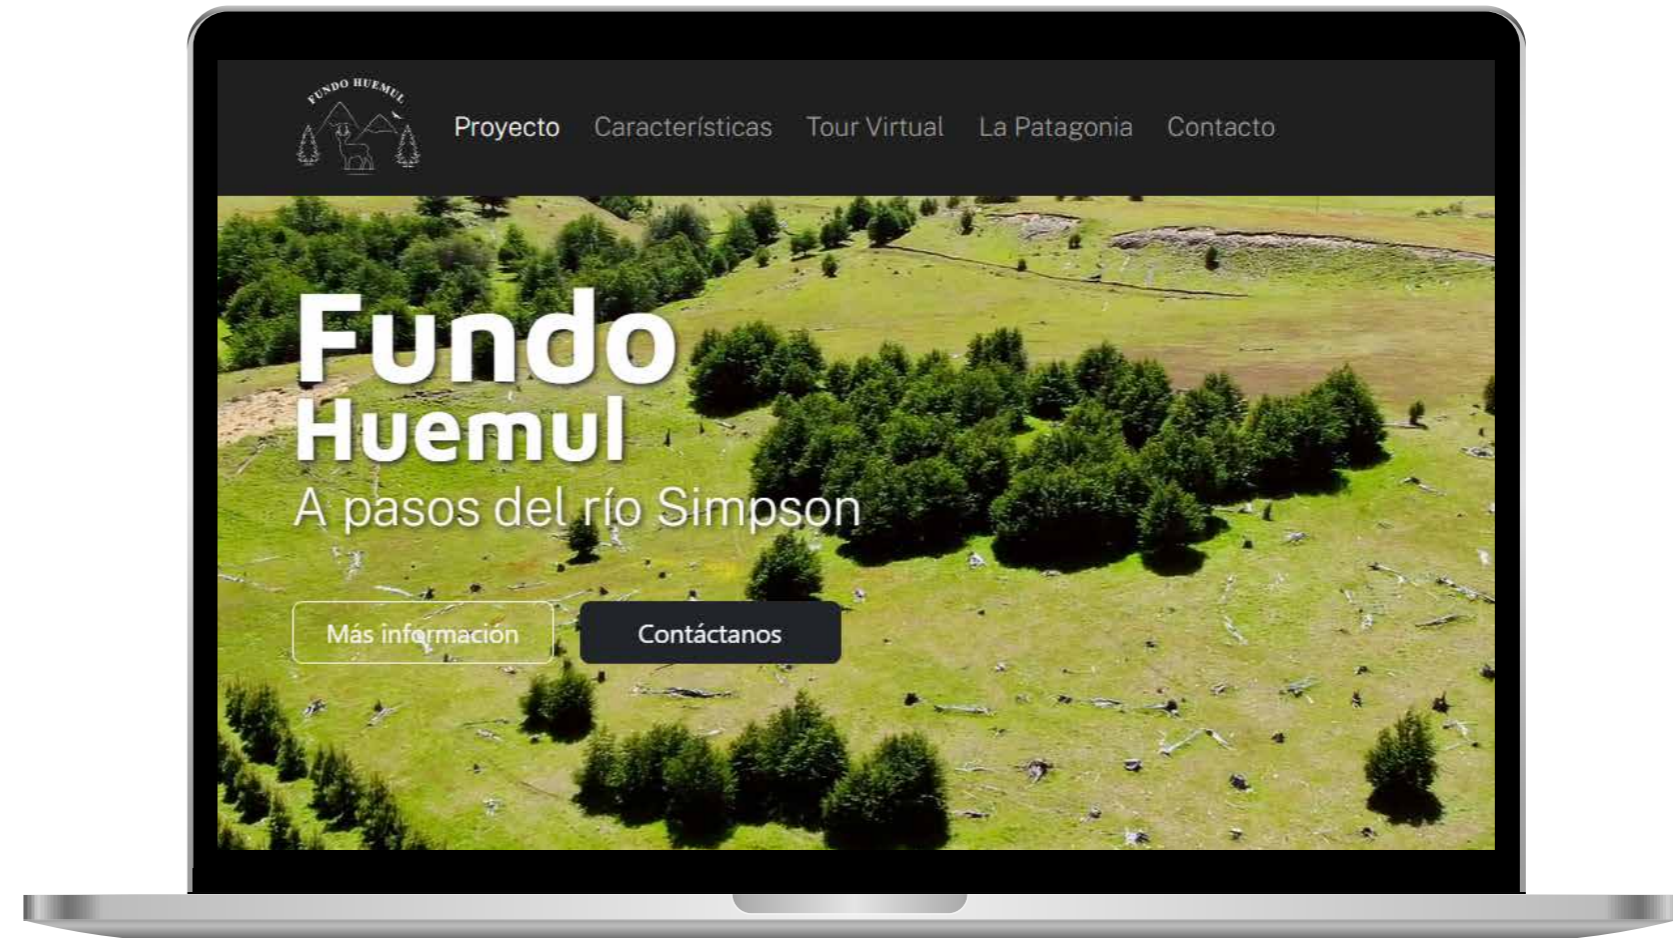 FUNDO HUEMUL
Proyecto Características Tour Virtual La Patagonia Contacto
Fundo
Huemul
A pasos del río Simpson
Más información Contáctanos